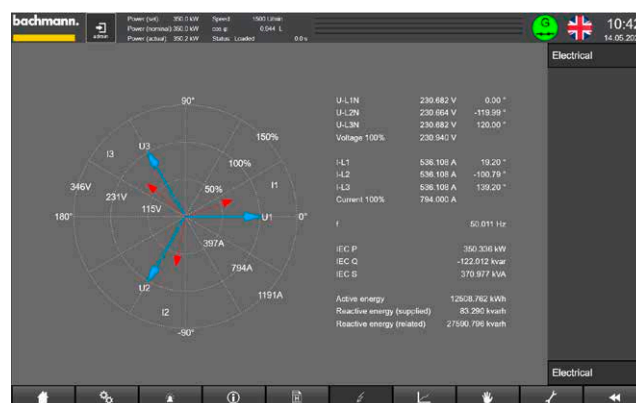 bachmann.
admin
Power (set) 350.0 kW Speed 1500 U/min
Power (nominal) 350.0 kW cos φ 0.944 L
Power (actual) 350.2 kW Status Loaded 0.0 s
G
10:42
14.05.202
Electrical
90°
150%
100%
50%
U3
I3
I1
346V
231V
115V
180°
U1
0°
397A
794A
1191A
U2
I2
-90°
U-L1N 230.682 V 0.00 °
U-L2N 230.664 V -119.99 °
U-L3N 230.682 V 120.00 °
Voltage 100% 230.940 V
I-L1 536.108 A 19.20 °
I-L2 536.108 A -100.79 °
I-L3 536.108 A 139.20 °
Current 100% 794.000 A
f 50.011 Hz
IEC P 350.336 kW
IEC Q -122.012 kvar
IEC S 370.977 kVA
Active energy 12508.762 kWh
Reactive energy (supplied) 83.290 kvarh
Reactive energy (related) 27590.796 kvarh
Electrical